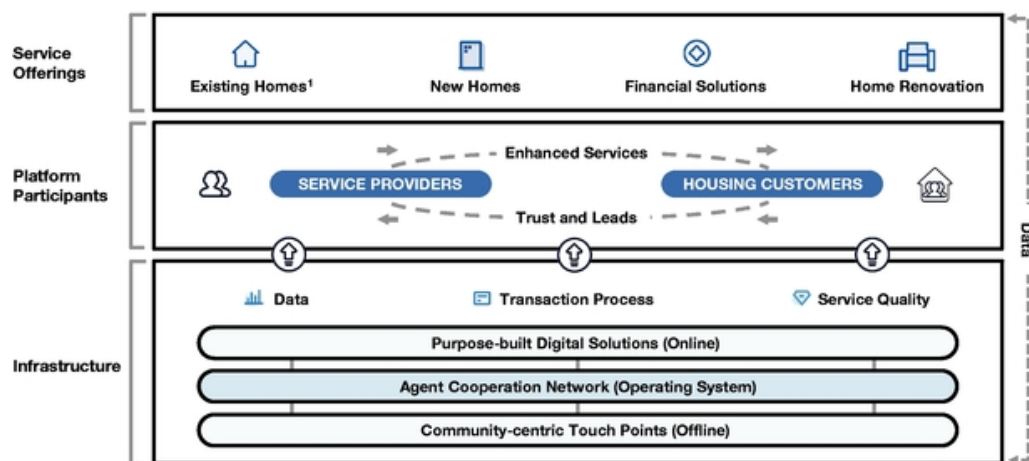 Service
Offerings
Existing Homes¹
New Homes
Financial Solutions
Home Renovation
Platform
Participants
Enhanced Services
SERVICE PROVIDERS
HOUSING CUSTOMERS
Trust and Leads
Data
Infrastructure
Data
Transaction Process
Service Quality
Purpose-built Digital Solutions (Online)
Agent Cooperation Network (Operating System)
Community-centric Touch Points (Offline)